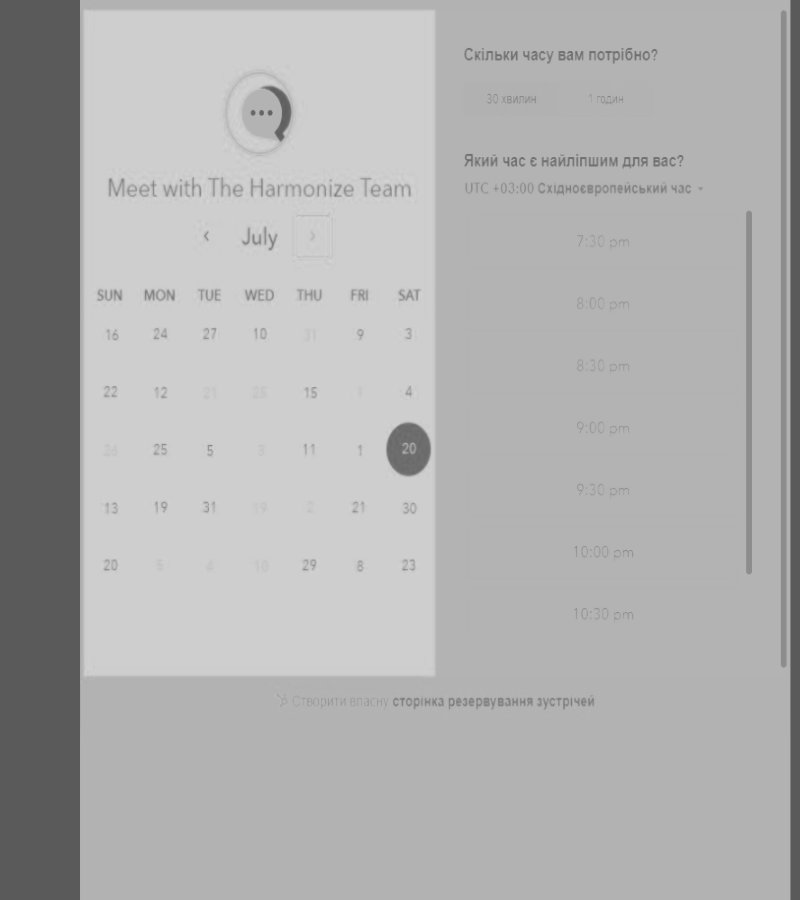 Meet with The Harmonize Team
July
SUN MON TUE WED THU FRI SAT
16 24 27 10 31 9 3
22 12 21 25 15 4
26 25 5 3 11 1 20
13 19 31 19 2 21 30
20 5 4 29 8 23
Скільки часу вам потрібно?
30 хвилин 1 годин
Який час є найліпшим для вас?
UTC +03:00 Східноєвропейський час
7:30 pm
8:00 pm
8:30 pm
9:00 pm
9:30 pm
10:00 pm
10:30 pm
Створити власну сторінка резервування зустрічей